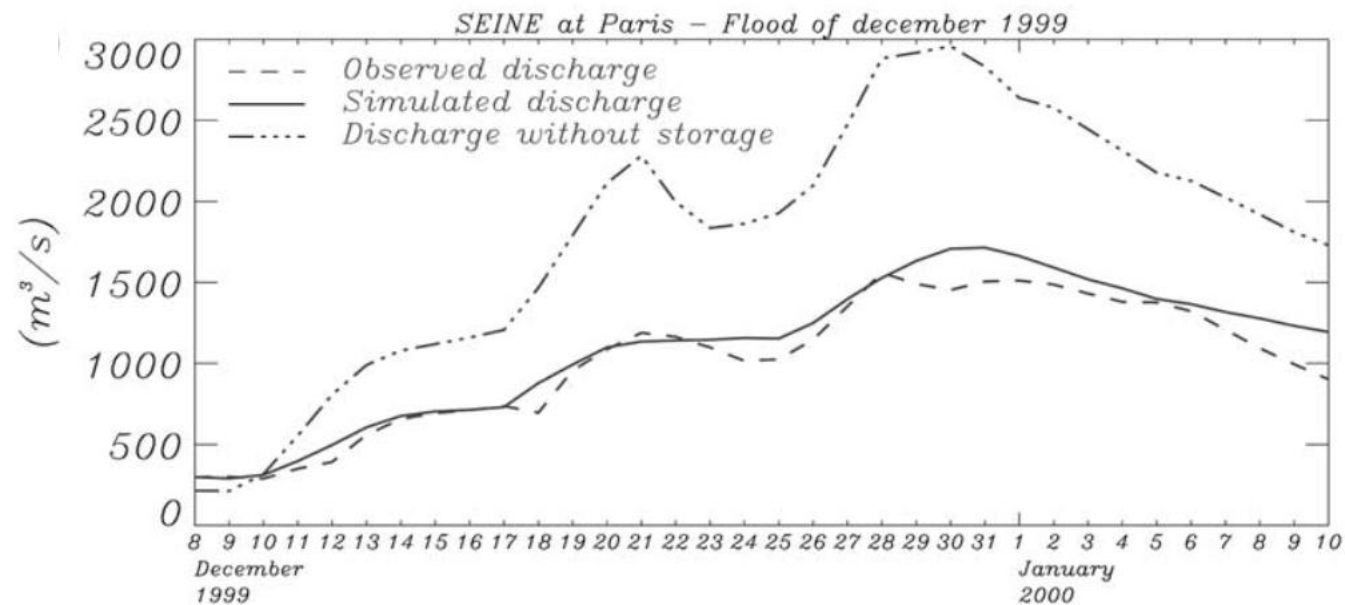 SEINE at Paris – Flood of december 1999
Observed discharge
Simulated discharge
Discharge without storage
(m³/s)
3000
2500
2000
1500
1000
500
0
8 9 10 11 12 13 14 15 16 17 18 19 20 21 22 23 24 25 26 27 28 29 30 31 1 2 3 4 5 6 7 8 9 10
December January
1999 2000